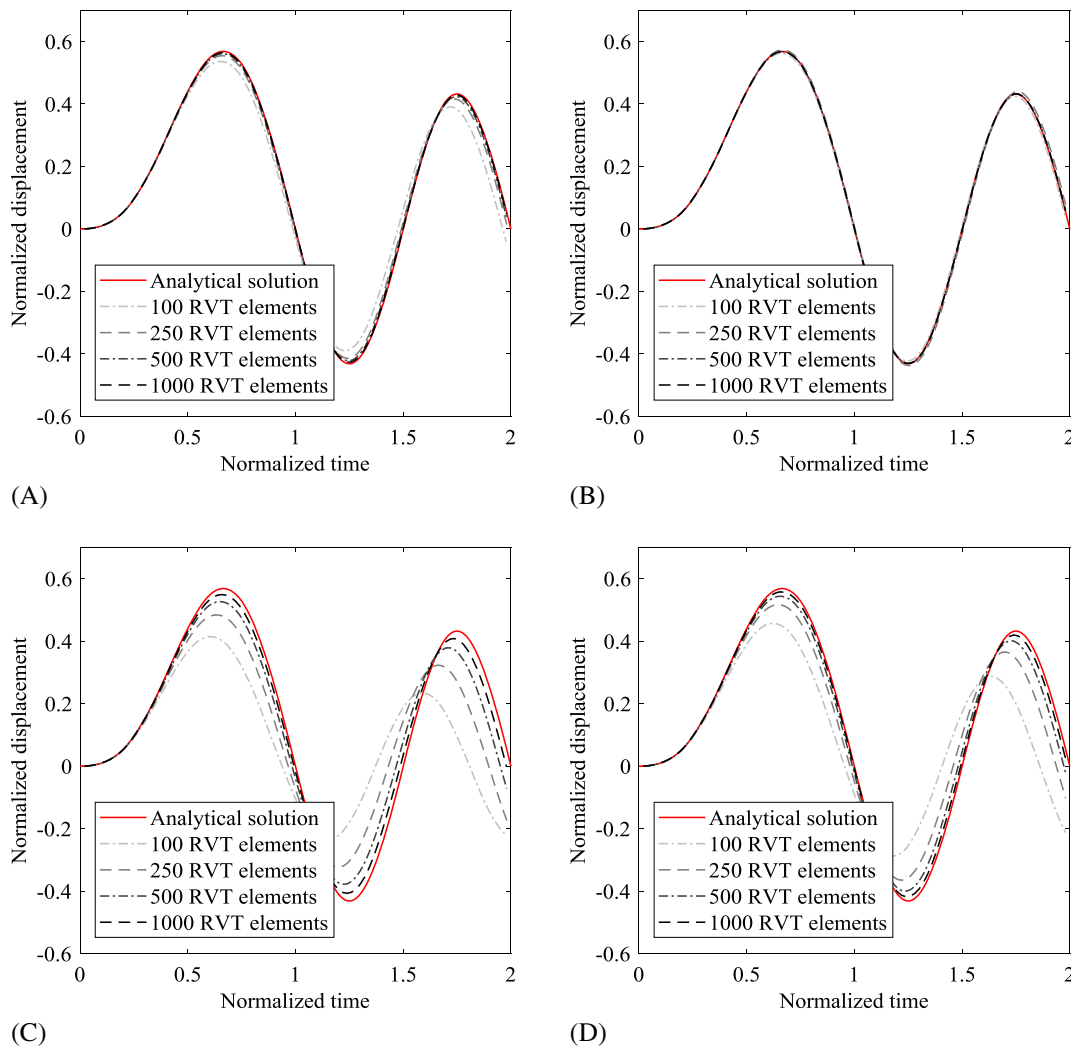 0.6
0.4
0.2
0
-0.2
-0.4
-0.6
Normalized displacement
Analytical solution
100 RVT elements
250 RVT elements
500 RVT elements
1000 RVT elements
0
0.5
1
1.5
2
Normalized time
(A)
0.6
0.4
0.2
0
-0.2
-0.4
-0.6
Normalized displacement
Analytical solution
100 RVT elements
250 RVT elements
500 RVT elements
1000 RVT elements
0
0.5
1
1.5
2
Normalized time
(B)
0.6
0.4
0.2
0
-0.2
-0.4
-0.6
Normalized displacement
Analytical solution
100 RVT elements
250 RVT elements
500 RVT elements
1000 RVT elements
0
0.5
1
1.5
2
Normalized time
(C)
0.6
0.4
0.2
0
-0.2
-0.4
-0.6
Normalized displacement
Analytical solution
100 RVT elements
250 RVT elements
500 RVT elements
1000 RVT elements
0
0.5
1
1.5
2
Normalized time
(D)